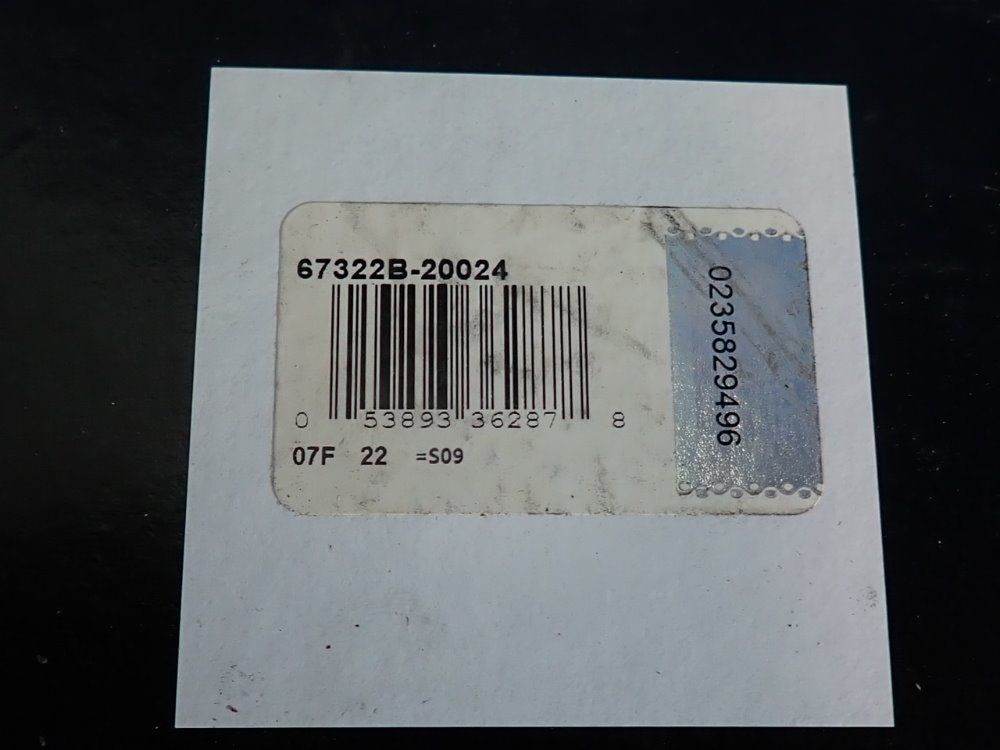 67322B-20024
0 53893 36287 8
07F 22 =S09
0235829496